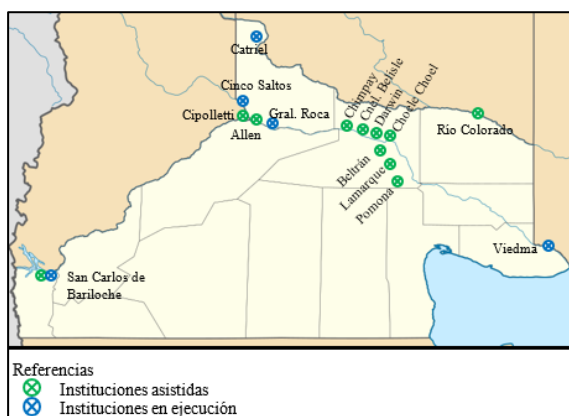 Catriel
Cinco Saltos
Cipolletti
Gral. Roca
Allen
Chimpay
Cnel. Belisle
Darwin
Choele Choel
Rio Colorado
Beltrán
Lamarque
Pomona
Viedma
San Carlos de
Bariloche
Referencias
Instituciones asistidas
Instituciones en ejecución